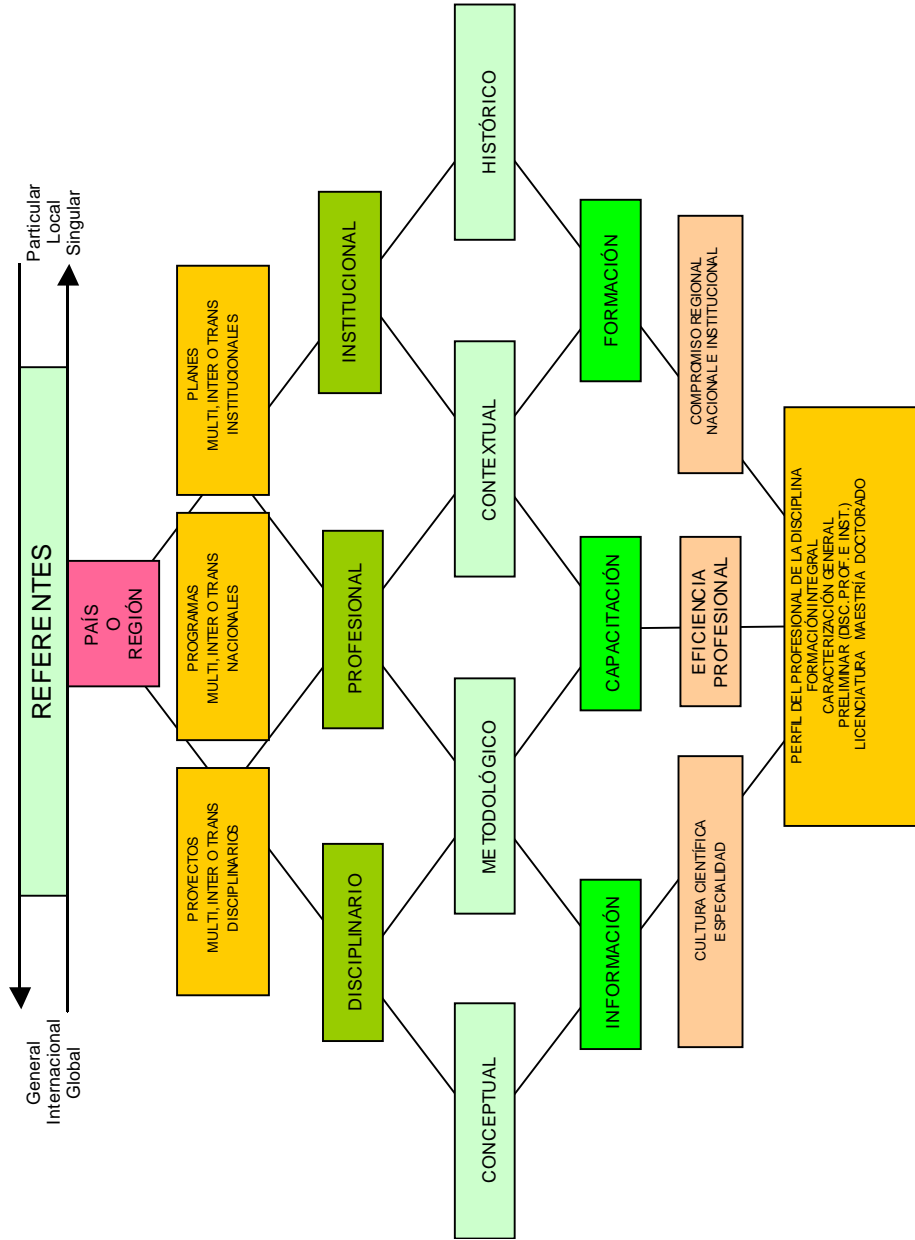 General
Internacional
Global
REFERENTES
Particular
Local
Singular
PAÍS
O
REGIÓN
PROYECTOS
MULTI, INTER O TRANS
DISCIPLINARIOS
PROGRAMAS
MULTI, INTER O TRANS
NACIONALES
PLANES
MULTI, INTER O TRANS
INSTITUCIONALES
DISCIPLINARIO
PROFESIONAL
INSTITUCIONAL
CONCEPTUAL
METODOLÓGICO
CONTEXTUAL
HISTÓRICO
INFORMACIÓN
CAPACITACIÓN
FORMACIÓN
CULTURA CIENTÍFICA
ESPECIALIDAD
EFICIENCIA
PROFESIONAL
COMPROMISO REGIONAL
NACIONAL E INSTITUCIONAL
PERFIL DEL PROFESIONAL DE LA DISCIPLINA
FORMACIÓN INTEGRAL
CARACTERIZACIÓN GENERAL
PRELIMINAR (DISC. PROF. E INST.)
LICENCIATURA MAESTRÍA DOCTORADO